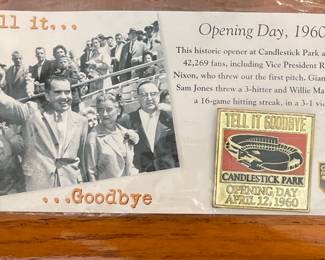 ll it...
Opening Day, 1960
This historic opener at Candlestick Park a
42,269 fans, including Vice President R
Nixon, who threw out the first pitch. Gian
Sam Jones threw a 3-hitter and Willie Ma
a 16-game hitting streak, in a 3-1 vi
TELL IT GOODBYE
CANDLESTICK PARK
OPENING DAY
APRIL 12, 1960
...Goodbye